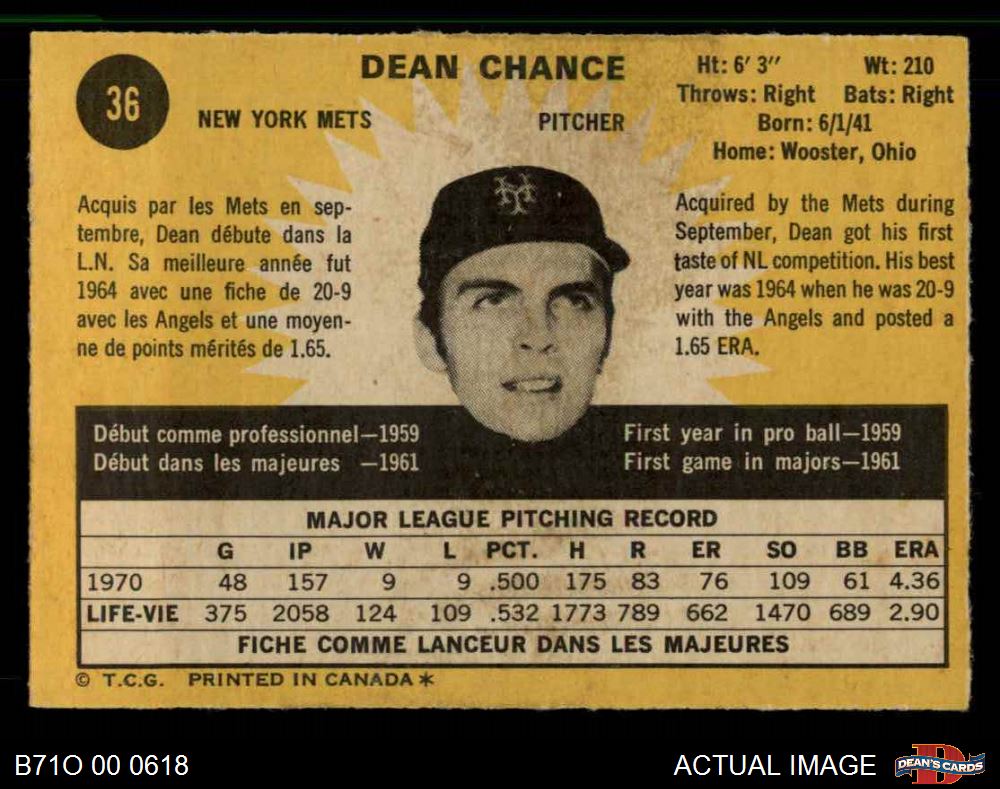 36
DEAN CHANCE
NEW YORK METS PITCHER
Ht: 6' 3" Wt: 210
Throws: Right Bats: Right
Born: 6/1/41
Home: Wooster, Ohio
Acquis par les Mets en sep-
tembre, Dean débute dans la
L.N. Sa meilleure année fut
1964 avec une fiche de 20-9
avec les Angels et une moyen-
ne de points mérités de 1.65.
NY
Acquired by the Mets during
September, Dean got his first
taste of NL competition. His best
year was 1964 when he was 20-9
with the Angels and posted a
1.65 ERA.
Début comme professionnel—1959
Début dans les majeures —1961
First year in pro ball—1959
First game in majors—1961
MAJOR LEAGUE PITCHING RECORD
G IP W L PCT. H R ER SO BB ERA
1970 48 157 9 9 .500 175 83 76 109 61 4.36
LIFE-VIE 375 2058 124 109 .532 1773 789 662 1470 689 2.90
FICHE COMME LANCEUR DANS LES MAJEURES
© T.C.G. PRINTED IN CANADA *
B71O 00 0618
ACTUAL IMAGE
D
DEAN'S CARDS